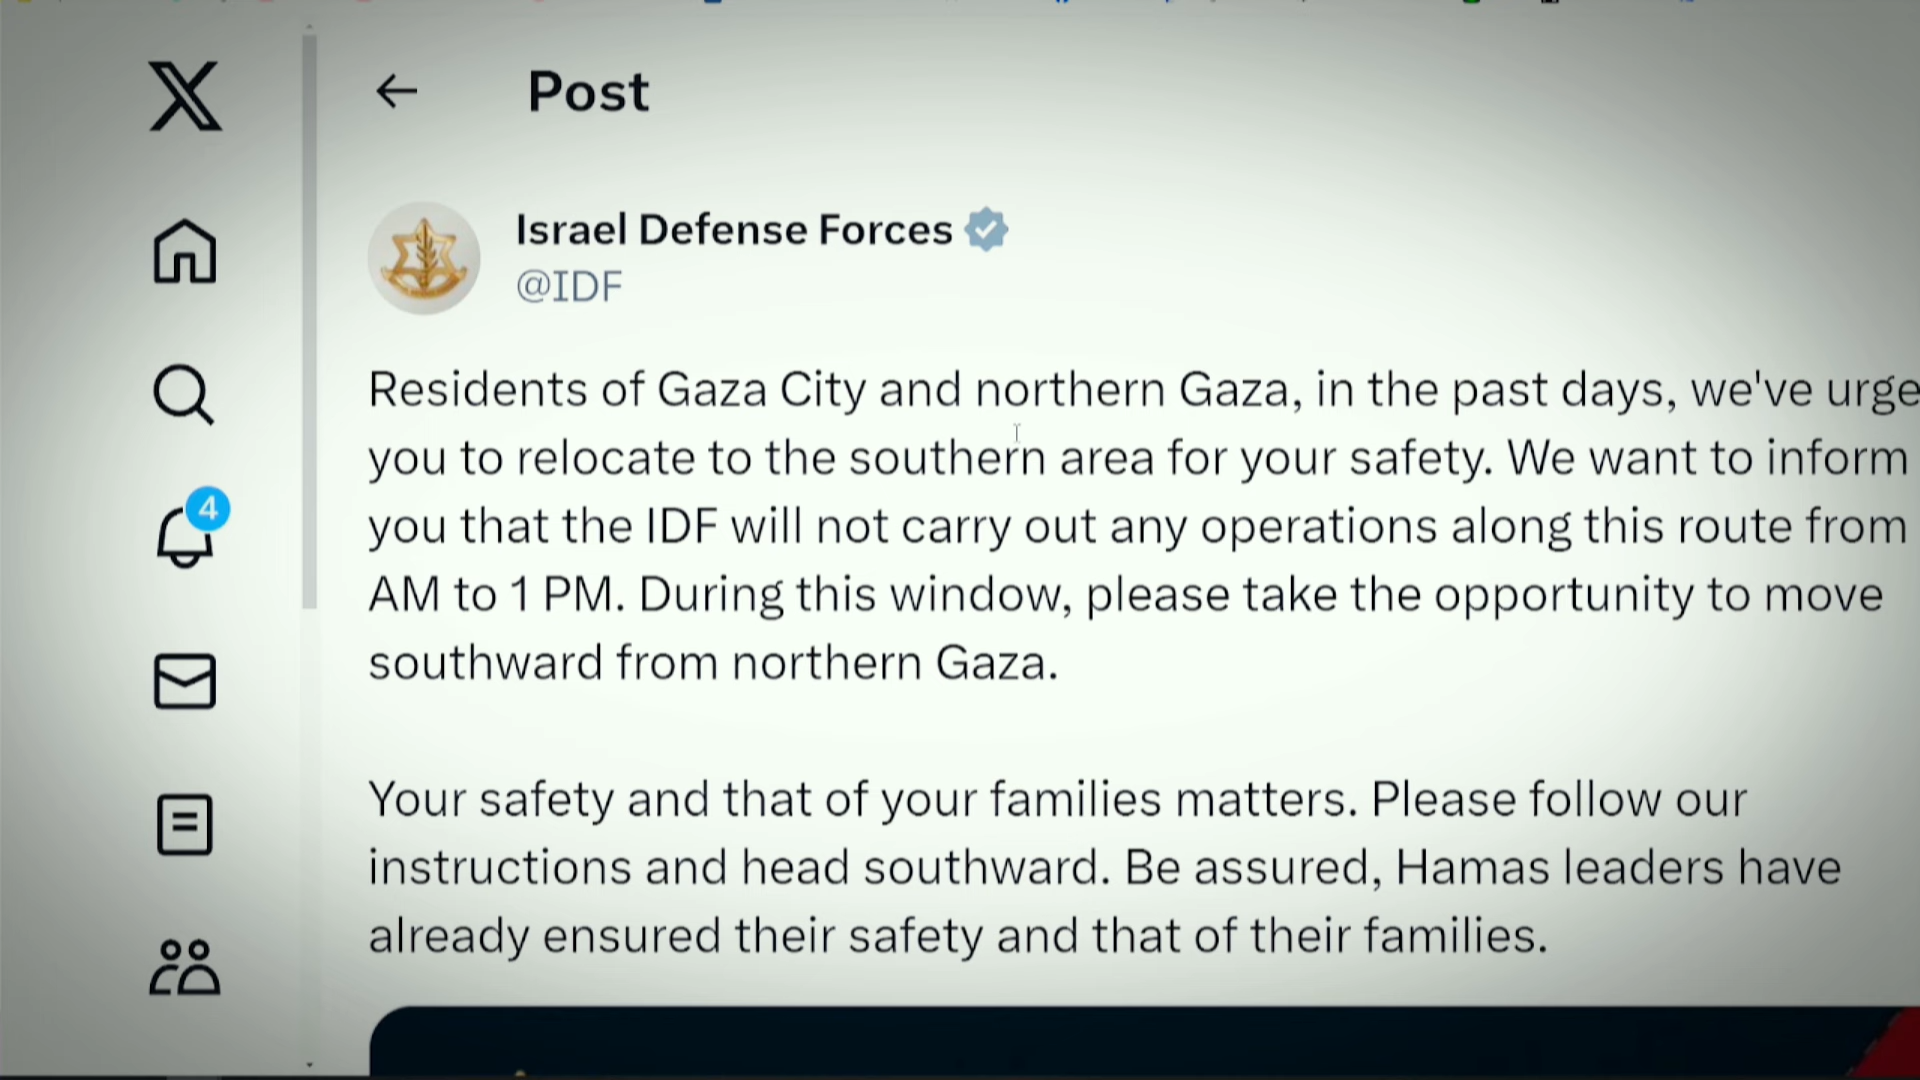 Post
Israel Defense Forces
@IDF
Residents of Gaza City and northern Gaza, in the past days, we've urge
you to relocate to the southern area for your safety. We want to inform
you that the IDF will not carry out any operations along this route from
AM to 1 PM. During this window, please take the opportunity to move
southward from northern Gaza.
4
Your safety and that of your families matters. Please follow our
instructions and head southward. Be assured, Hamas leaders have
already ensured their safety and that of their families.